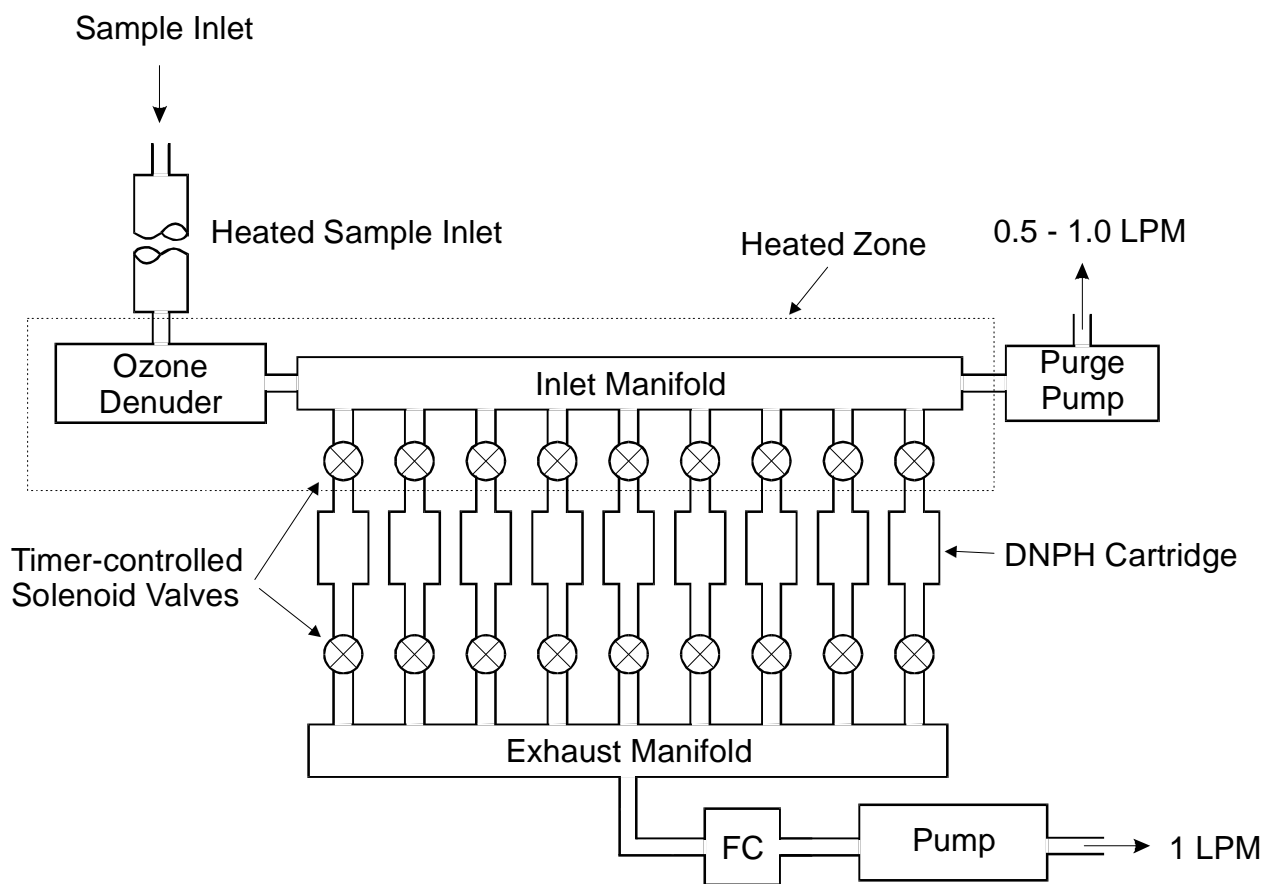 Sample Inlet
Heated Sample Inlet
Heated Zone
0.5 - 1.0 LPM
Ozone
Denuder
Inlet Manifold
Purge
Pump
Timer-controlled
Solenoid Valves
DNPH Cartridge
Exhaust Manifold
FC
Pump
1 LPM